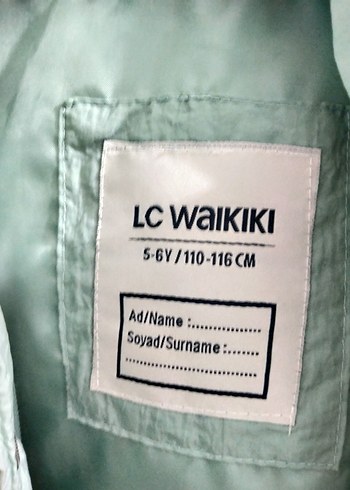 LC WAIKIKI
5-6Y / 110-116 CM
Ad/Name :................
Soyad/Surname :.......
.............................